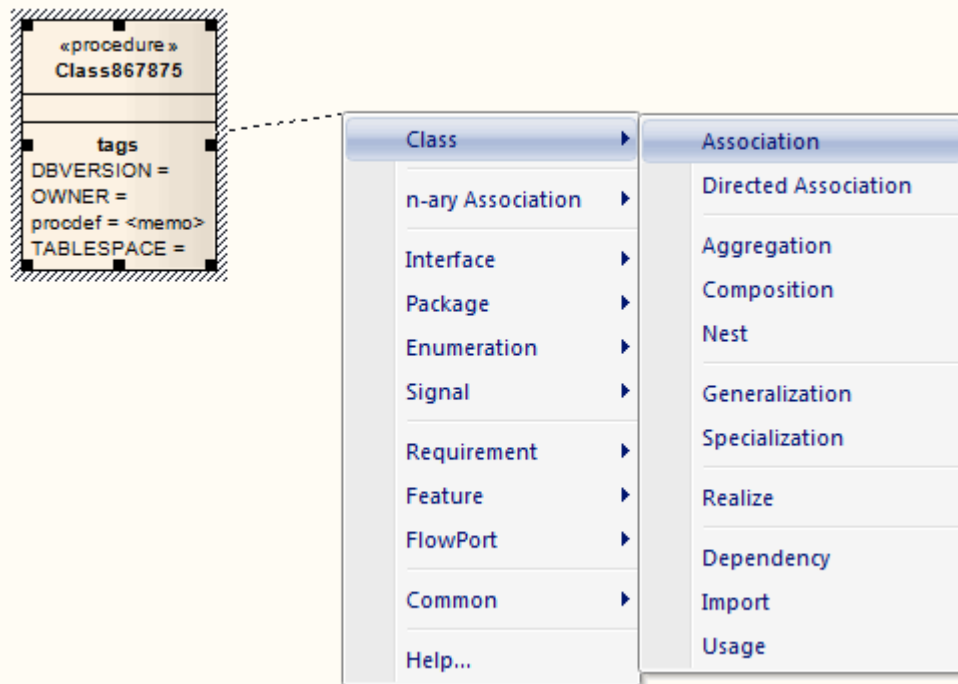 «procedure»
Class867875
tags
DBVERSION =
OWNER =
procdef = <memo>
TABLESPACE =
Class
n-ary Association
Interface
Package
Enumeration
Signal
Requirement
Feature
FlowPort
Common
Help...
Association
Directed Association
Aggregation
Composition
Nest
Generalization
Specialization
Realize
Dependency
Import
Usage